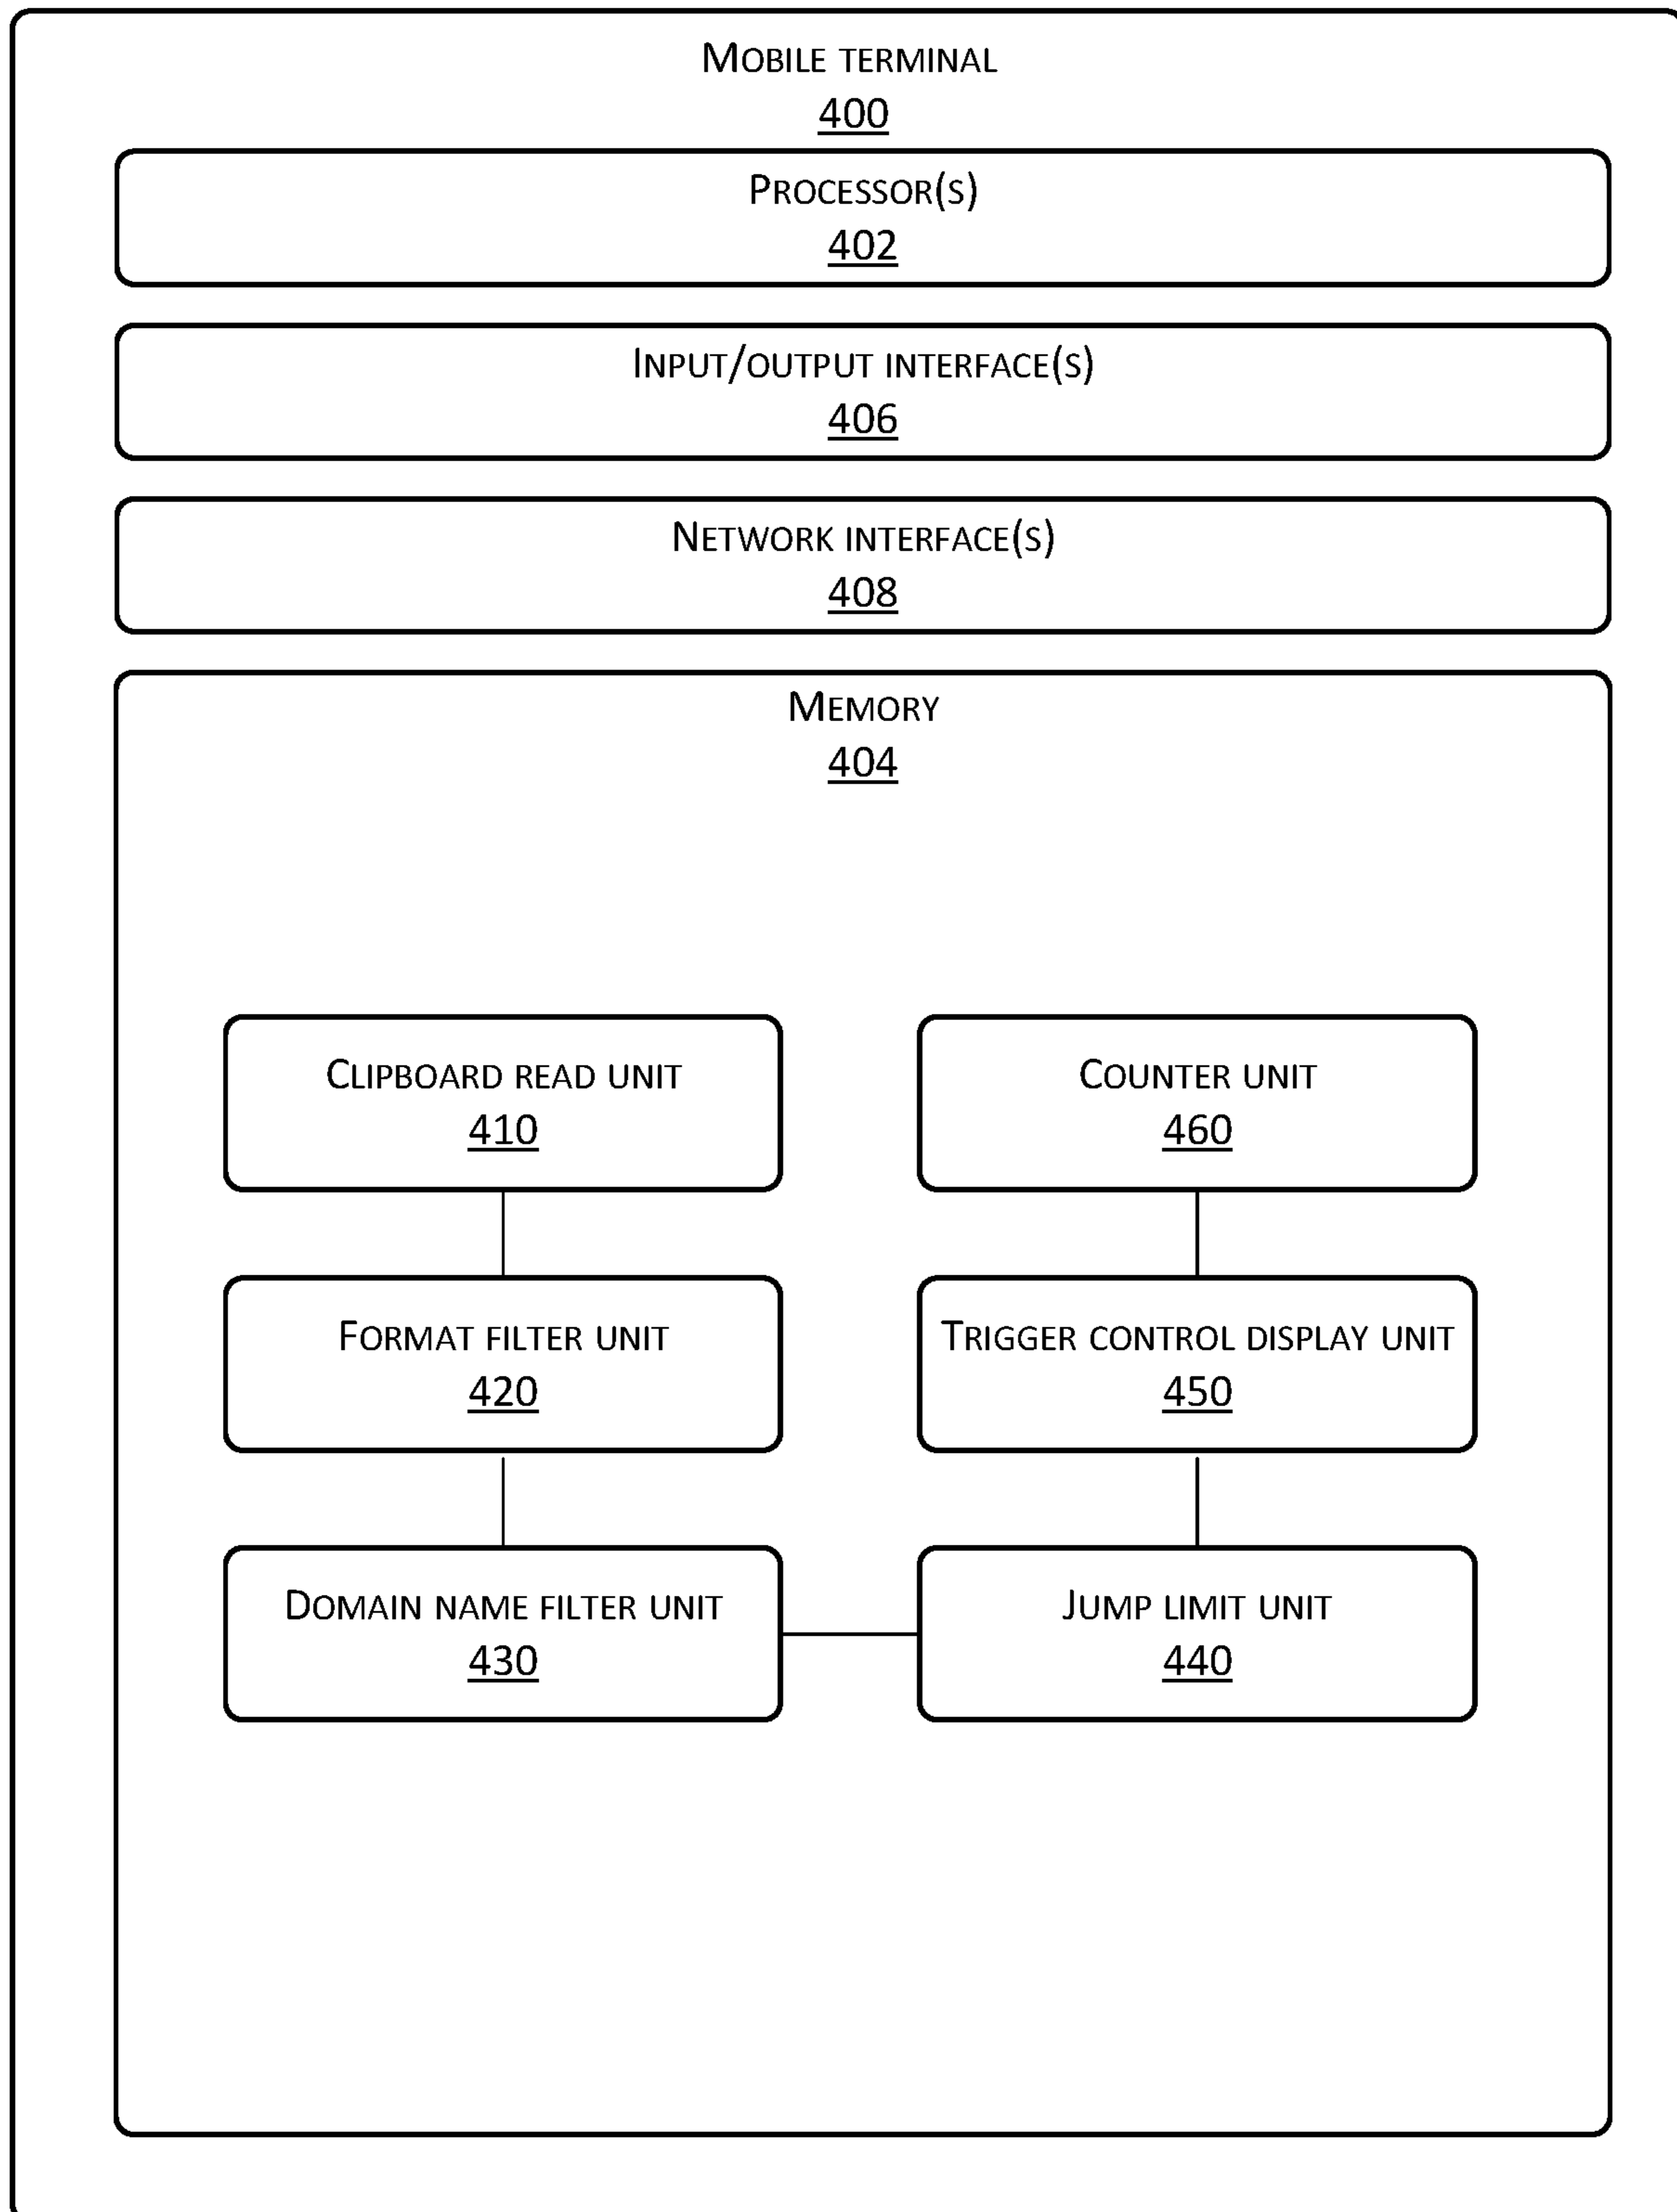 MOBILE TERMINAL
400
PROCESSOR(S)
402
INPUT/OUTPUT INTERFACE(S)
406
NETWORK INTERFACE(S)
408
MEMORY
404
CLIPBOARD READ UNIT
410
COUNTER UNIT
460
FORMAT FILTER UNIT
420
TRIGGER CONTROL DISPLAY UNIT
450
DOMAIN NAME FILTER UNIT
430
JUMP LIMIT UNIT
440